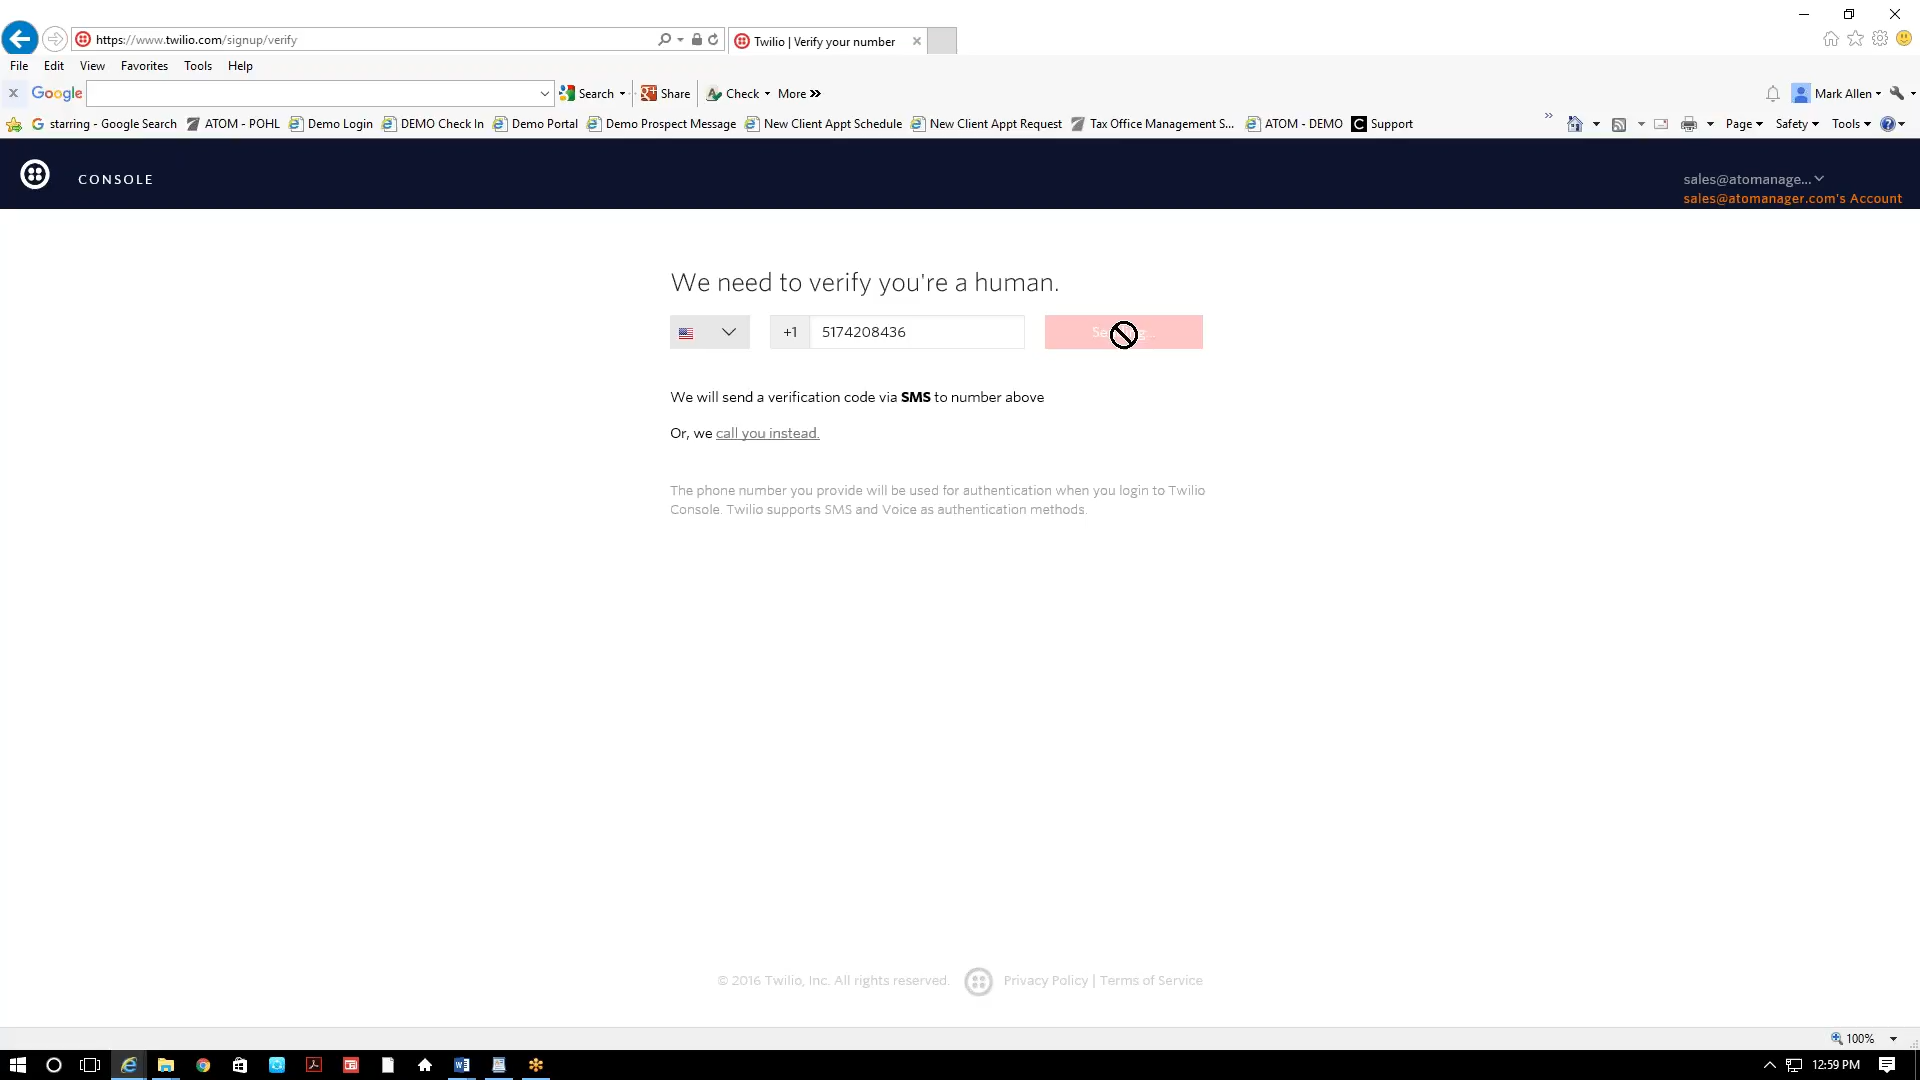 https://www.twilio.com/signup/verify
Twilio | Verify your number
File Edit View Favorites Tools Help
Google Search Share Check More Mark Allen
starring - Google Search ATOM - POHL Demo Login DEMO Check In Demo Portal Demo Prospect Message New Client Appt Schedule New Client Appt Request Tax Office Management S... ATOM - DEMO Support Page Safety Tools
CONSOLE
sales@atomanage...
sales@atomanager.com's Account
We need to verify you're a human.
+1 5174208436
We will send a verification code via SMS to number above
Or, we call you instead.
The phone number you provide will be used for authentication when you login to Twilio
Console. Twilio supports SMS and Voice as authentication methods.
© 2016 Twilio, Inc. All rights reserved. Privacy Policy | Terms of Service
100%
12:59 PM